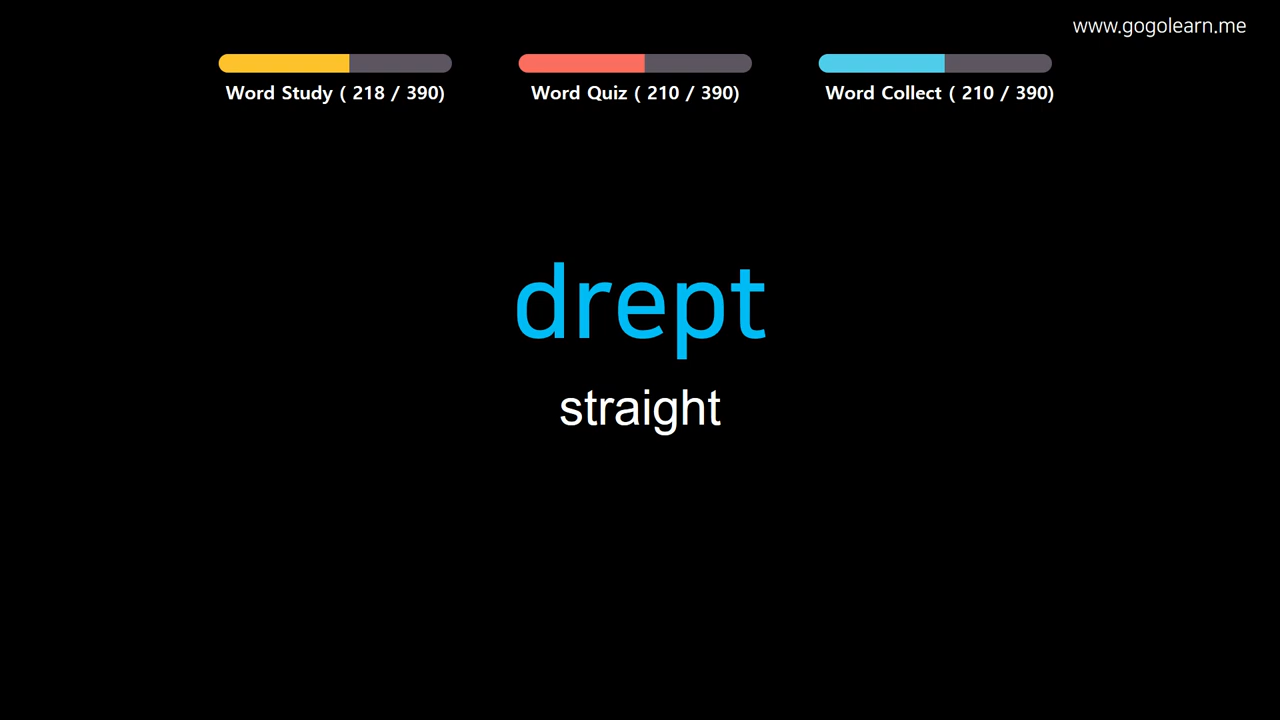 www.gogolearn.me
Word Study ( 218 / 390)
Word Quiz ( 210 / 390)
Word Collect ( 210 / 390)
drept
straight